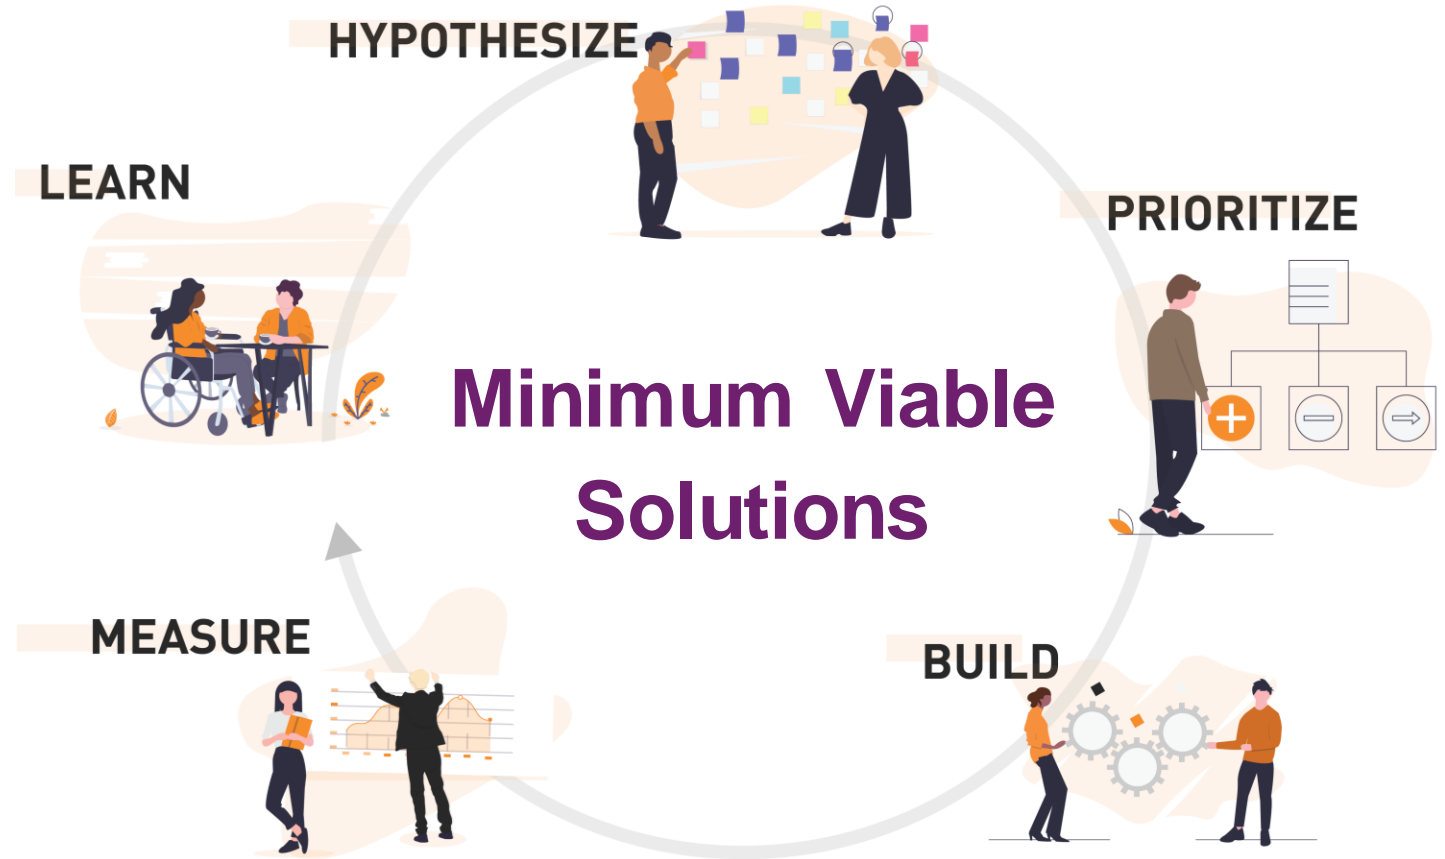 HYPOTHESIZE
LEARN
PRIORITIZE
Minimum Viable
Solutions
MEASURE
BUILD